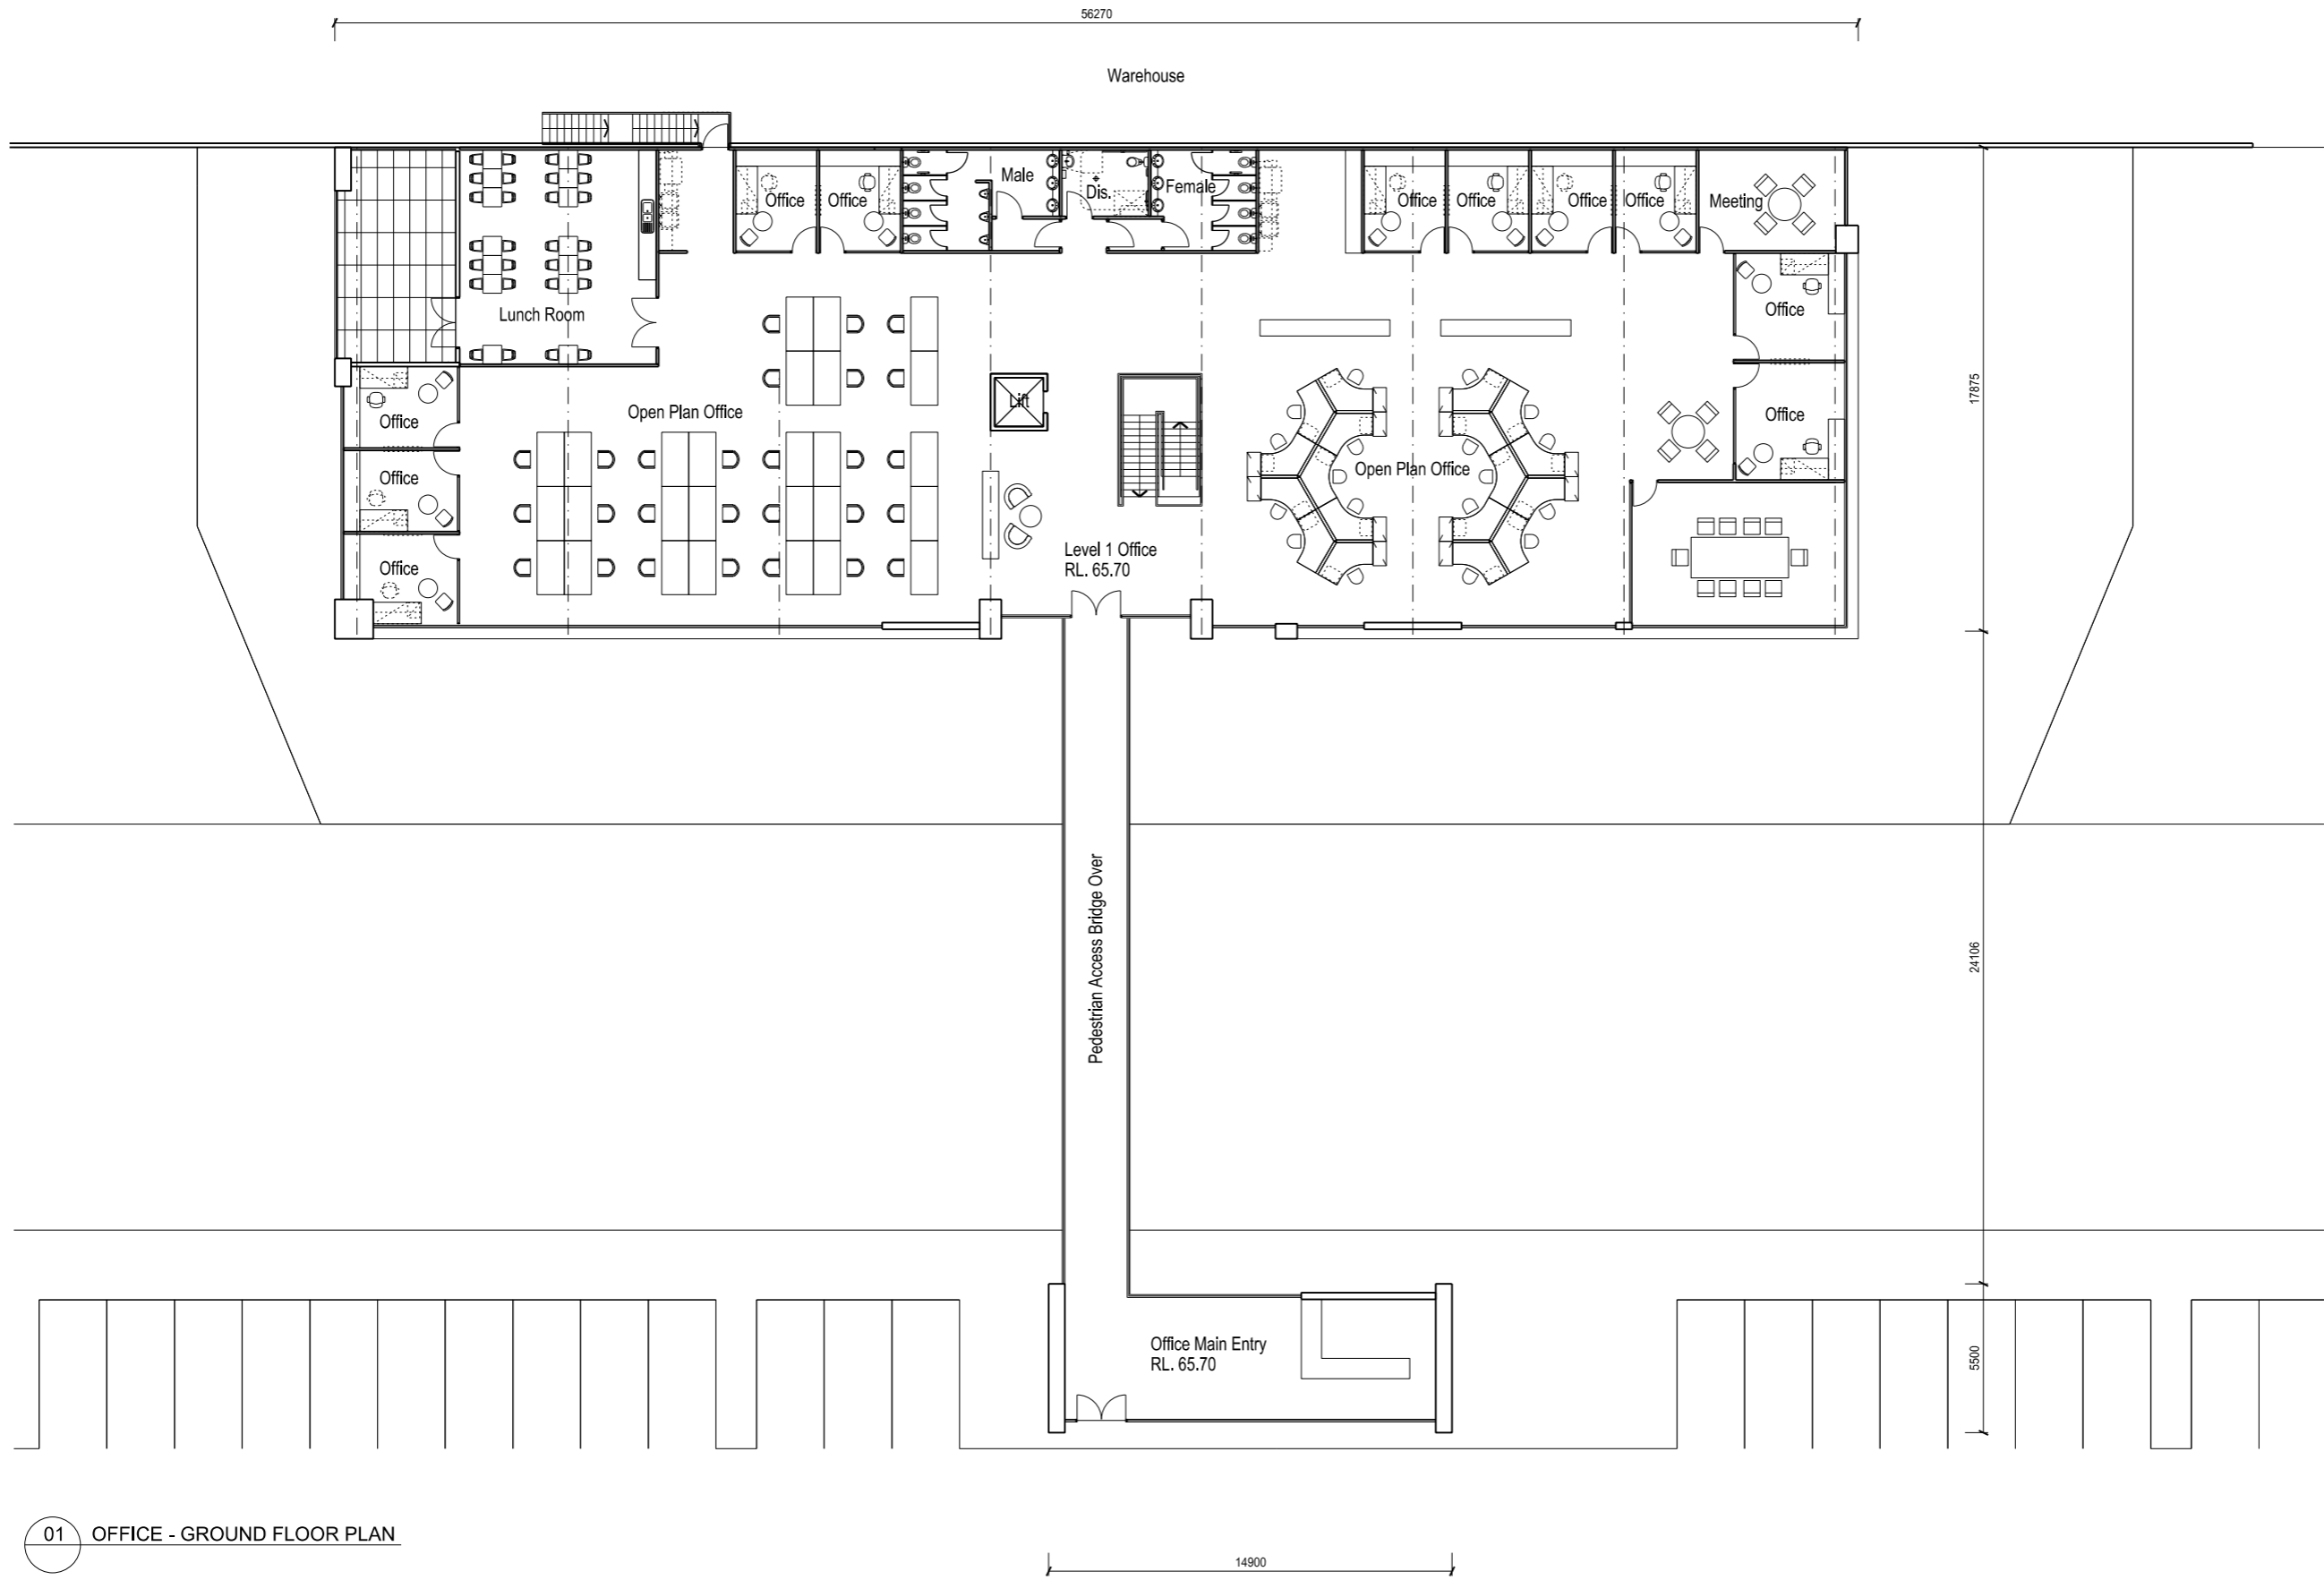 56270
Warehouse
Male
Dis.
Female
Office
Office
Office
Office
Office
Office
Meeting
Lunch Room
Office
Office
Open Plan Office
Lift
Office
Office
Office
Open Plan Office
Level 1 Office
RL. 65.70
17875
Pedestrian Access Bridge Over
24106
Office Main Entry
RL. 65.70
5500
01 OFFICE - GROUND FLOOR PLAN
14900